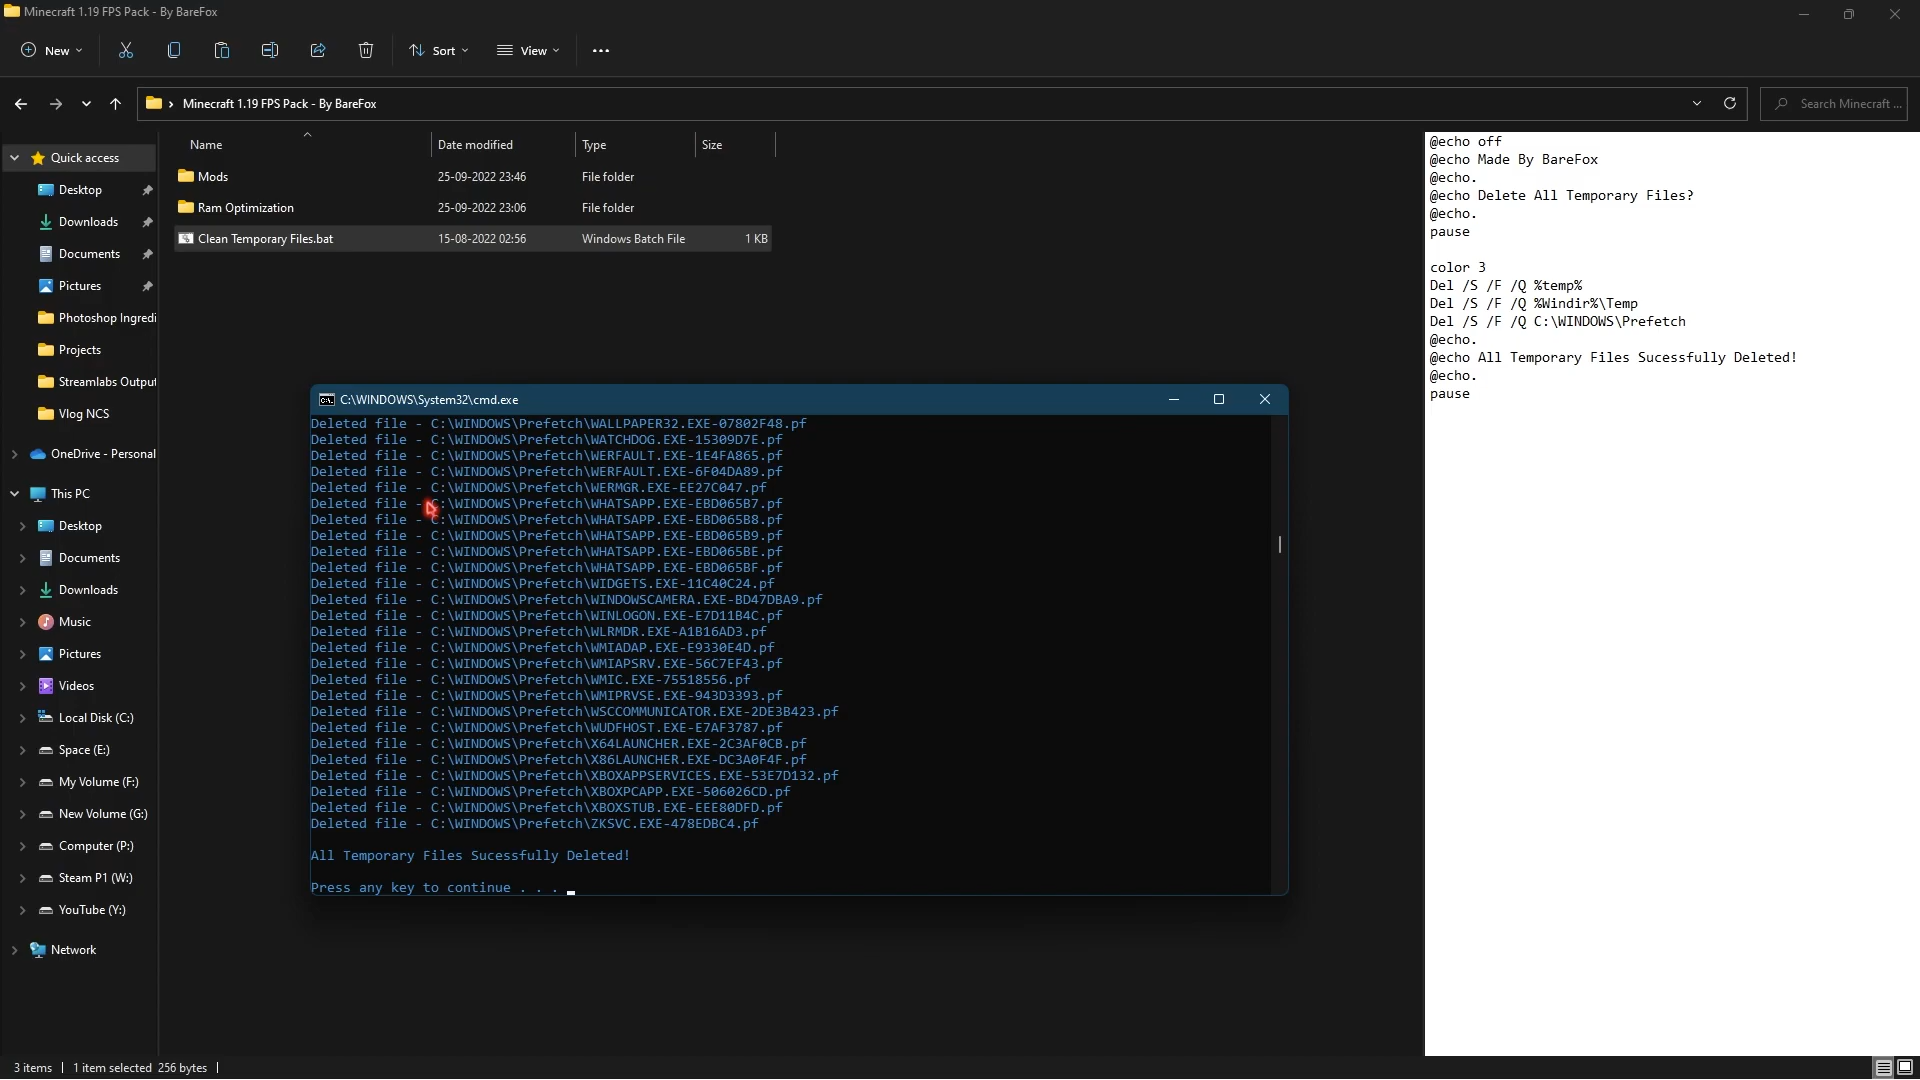 Minecraft 1.19 FPS Pack - By BareFox
New
Sort
View
Minecraft 1.19 FPS Pack - By BareFox
Search Minecraft ...
Name Date modified Type Size
Quick access
Desktop
Downloads
Documents
Pictures
Photoshop Ingredi
Projects
Streamlabs Output
Vlog NCS
OneDrive - Personal
This PC
Desktop
Documents
Downloads
Music
Pictures
Videos
Local Disk (C:)
Space (E:)
My Volume (F:)
New Volume (G:)
Computer (P:)
Steam P1 (W:)
YouTube (Y:)
Network
Mods 25-09-2022 23:46 File folder
Ram Optimization 25-09-2022 23:06 File folder
Clean Temporary Files.bat 15-08-2022 02:56 Windows Batch File 1 KB
C:\WINDOWS\System32\cmd.exe
Deleted file - C:\WINDOWS\Prefetch\WALLPAPER32.EXE-07802F48.pf
Deleted file - C:\WINDOWS\Prefetch\WATCHDOG.EXE-15309D7E.pf
Deleted file - C:\WINDOWS\Prefetch\WERFAULT.EXE-1E4FA865.pf
Deleted file - C:\WINDOWS\Prefetch\WERFAULT.EXE-6F04DA89.pf
Deleted file - C:\WINDOWS\Prefetch\WERMGR.EXE-EE27C047.pf
Deleted file - C:\WINDOWS\Prefetch\WHATSAPP.EXE-EBD065B7.pf
Deleted file - C:\WINDOWS\Prefetch\WHATSAPP.EXE-EBD065B8.pf
Deleted file - C:\WINDOWS\Prefetch\WHATSAPP.EXE-EBD065B9.pf
Deleted file - C:\WINDOWS\Prefetch\WHATSAPP.EXE-EBD065BE.pf
Deleted file - C:\WINDOWS\Prefetch\WHATSAPP.EXE-EBD065BF.pf
Deleted file - C:\WINDOWS\Prefetch\WIDGETS.EXE-11C40C24.pf
Deleted file - C:\WINDOWS\Prefetch\WINDOWSCAMERA.EXE-BD47DBA9.pf
Deleted file - C:\WINDOWS\Prefetch\WINLOGON.EXE-E7D11B4C.pf
Deleted file - C:\WINDOWS\Prefetch\WLRMDR.EXE-A1B16AD3.pf
Deleted file - C:\WINDOWS\Prefetch\WMIADAP.EXE-E9330E4D.pf
Deleted file - C:\WINDOWS\Prefetch\WMIAPSRV.EXE-56C7EF43.pf
Deleted file - C:\WINDOWS\Prefetch\WMIC.EXE-75518556.pf
Deleted file - C:\WINDOWS\Prefetch\WMIPRVSE.EXE-943D3393.pf
Deleted file - C:\WINDOWS\Prefetch\WSCCOMMUNICATOR.EXE-2DE3B423.pf
Deleted file - C:\WINDOWS\Prefetch\WUDFHOST.EXE-E7AF3787.pf
Deleted file - C:\WINDOWS\Prefetch\X64LAUNCHER.EXE-2C3AF0CB.pf
Deleted file - C:\WINDOWS\Prefetch\X86LAUNCHER.EXE-DC3A0F4F.pf
Deleted file - C:\WINDOWS\Prefetch\XBOXAPPSERVICES.EXE-53E7D132.pf
Deleted file - C:\WINDOWS\Prefetch\XBOXPCAPP.EXE-506026CD.pf
Deleted file - C:\WINDOWS\Prefetch\XBOXSTUB.EXE-EEE80DFD.pf
Deleted file - C:\WINDOWS\Prefetch\ZKSVC.EXE-478EDBC4.pf
All Temporary Files Sucessfully Deleted!
Press any key to continue . . .
@echo off
@echo Made By BareFox
@echo.
@echo Delete All Temporary Files?
@echo.
pause
color 3
Del /S /F /Q %temp%
Del /S /F /Q %Windir%\Temp
Del /S /F /Q C:\WINDOWS\Prefetch
@echo.
@echo All Temporary Files Sucessfully Deleted!
@echo.
pause
3 items
1 item selected 256 bytes